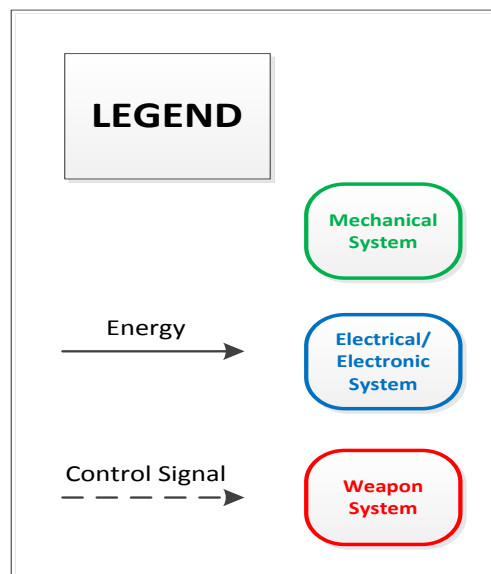 LEGEND
Mechanical
System
Energy
Electrical/
Electronic
System
Control Signal
Weapon
System